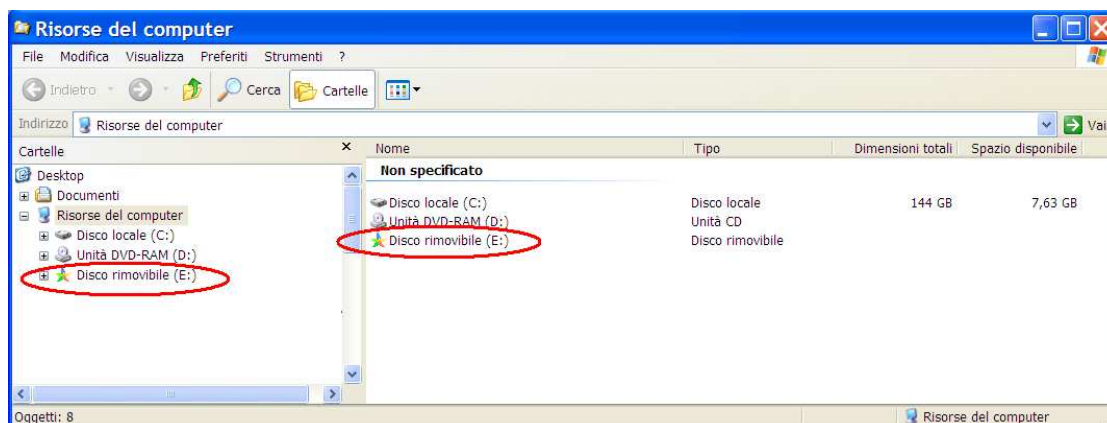 Risorse del computer
File Modifica Visualizza Preferiti Strumenti ?
Indietro Cerca Cartelle
Indirizzo Risorse del computer Vai
Cartelle x Nome Tipo Dimensioni totali Spazio disponibile
Desktop
Documenti
Risorse del computer
Disco locale (C:)
Unità DVD-RAM (D:)
Disco rimovibile (E:)
Non specificato
Disco locale (C:) Disco locale 144 GB 7,63 GB
Unità DVD-RAM (D:) Unità CD
Disco rimovibile (E:) Disco rimovibile
Oggetti: 8 Risorse del computer